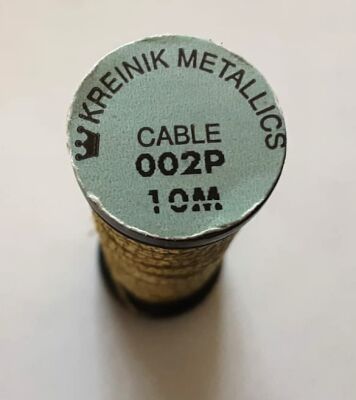 KREINIK METALLICS
CABLE
002P
10M